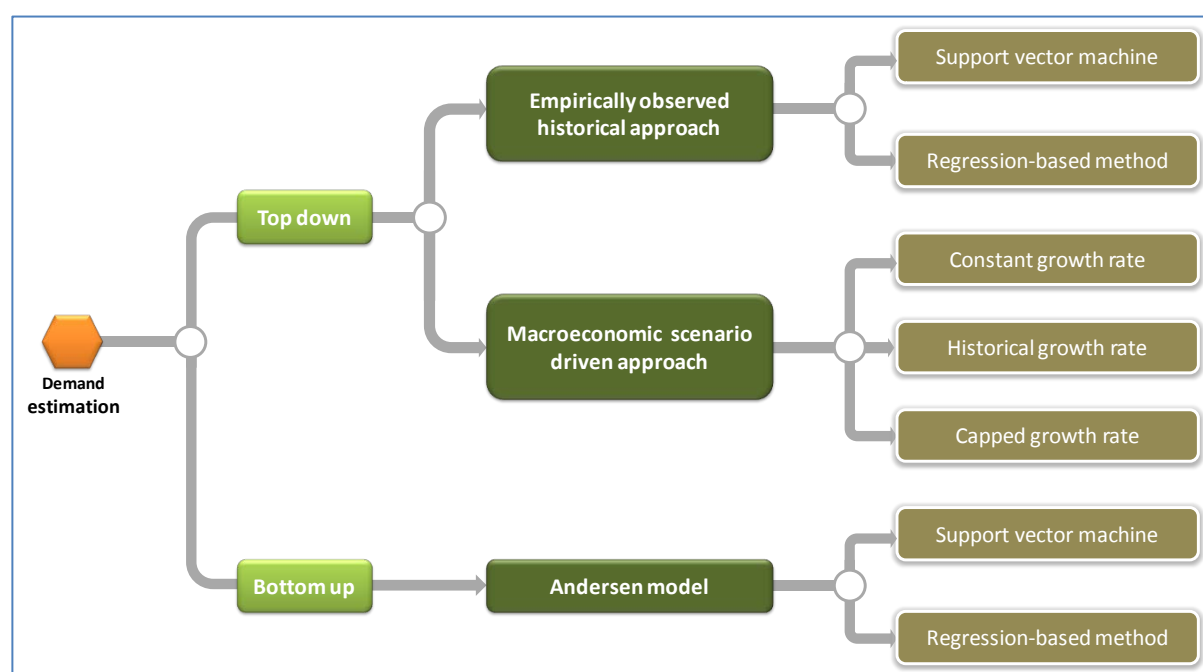 Demand
estimation
Top down
Bottom up
Empirically observed
historical approach
Macroeconomic scenario
driven approach
Andersen model
Support vector machine
Regression-based method
Constant growth rate
Historical growth rate
Capped growth rate
Support vector machine
Regression-based method